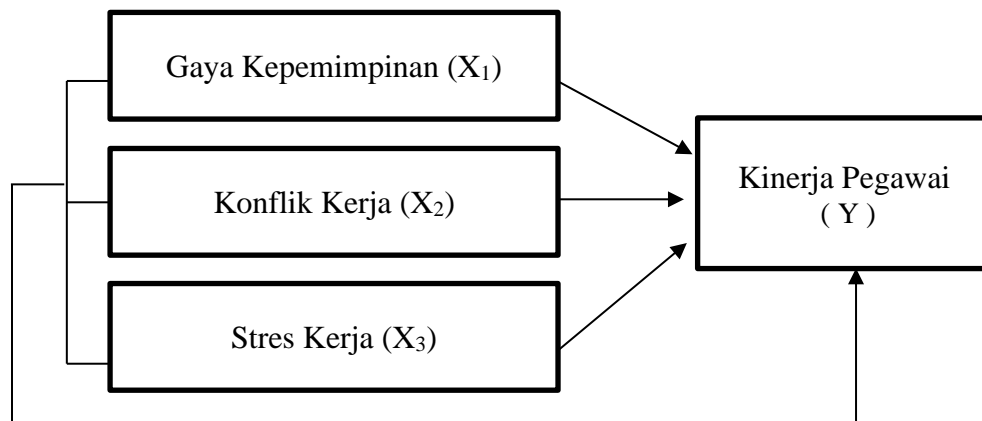 Gaya Kepemimpinan (X₁)
Konflik Kerja (X₂)
Stres Kerja (X₃)
Kinerja Pegawai
( Y )